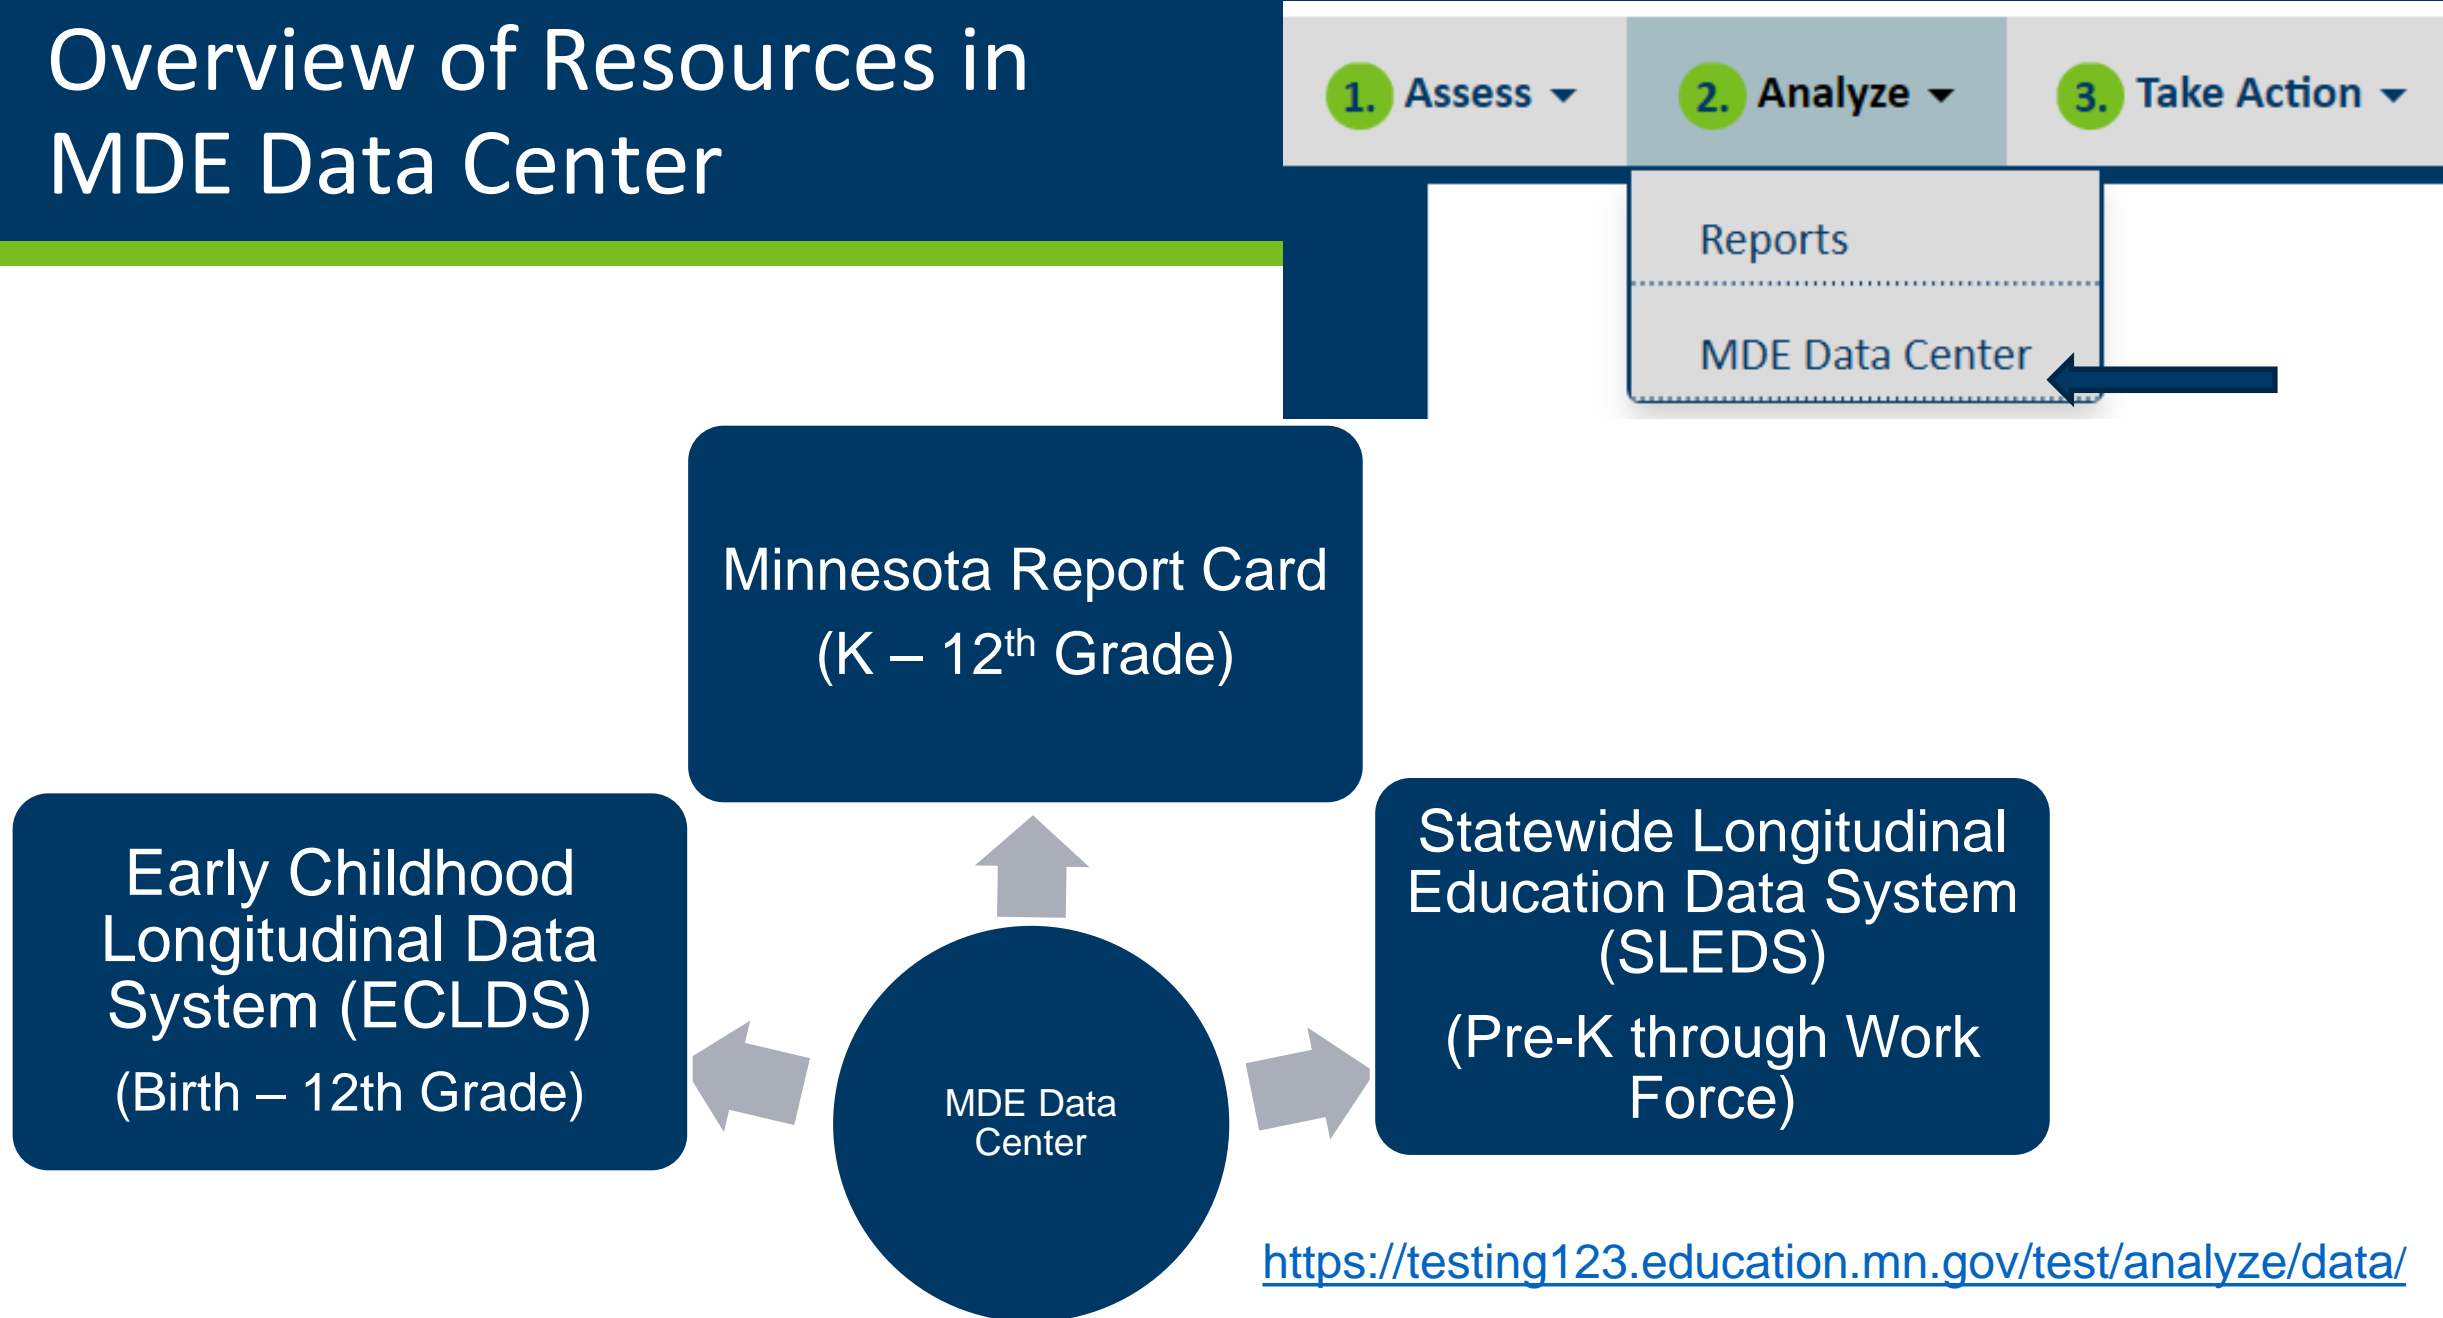 Overview of Resources in
MDE Data Center
1. Assess
2. Analyze
3. Take Action
Reports
MDE Data Center
Minnesota Report Card
(K – 12th Grade)
Early Childhood
Longitudinal Data
System (ECLDS)
(Birth – 12th Grade)
Statewide Longitudinal
Education Data System
(SLEDS)
(Pre-K through Work
Force)
MDE Data
Center
https://testing123.education.mn.gov/test/analyze/data/